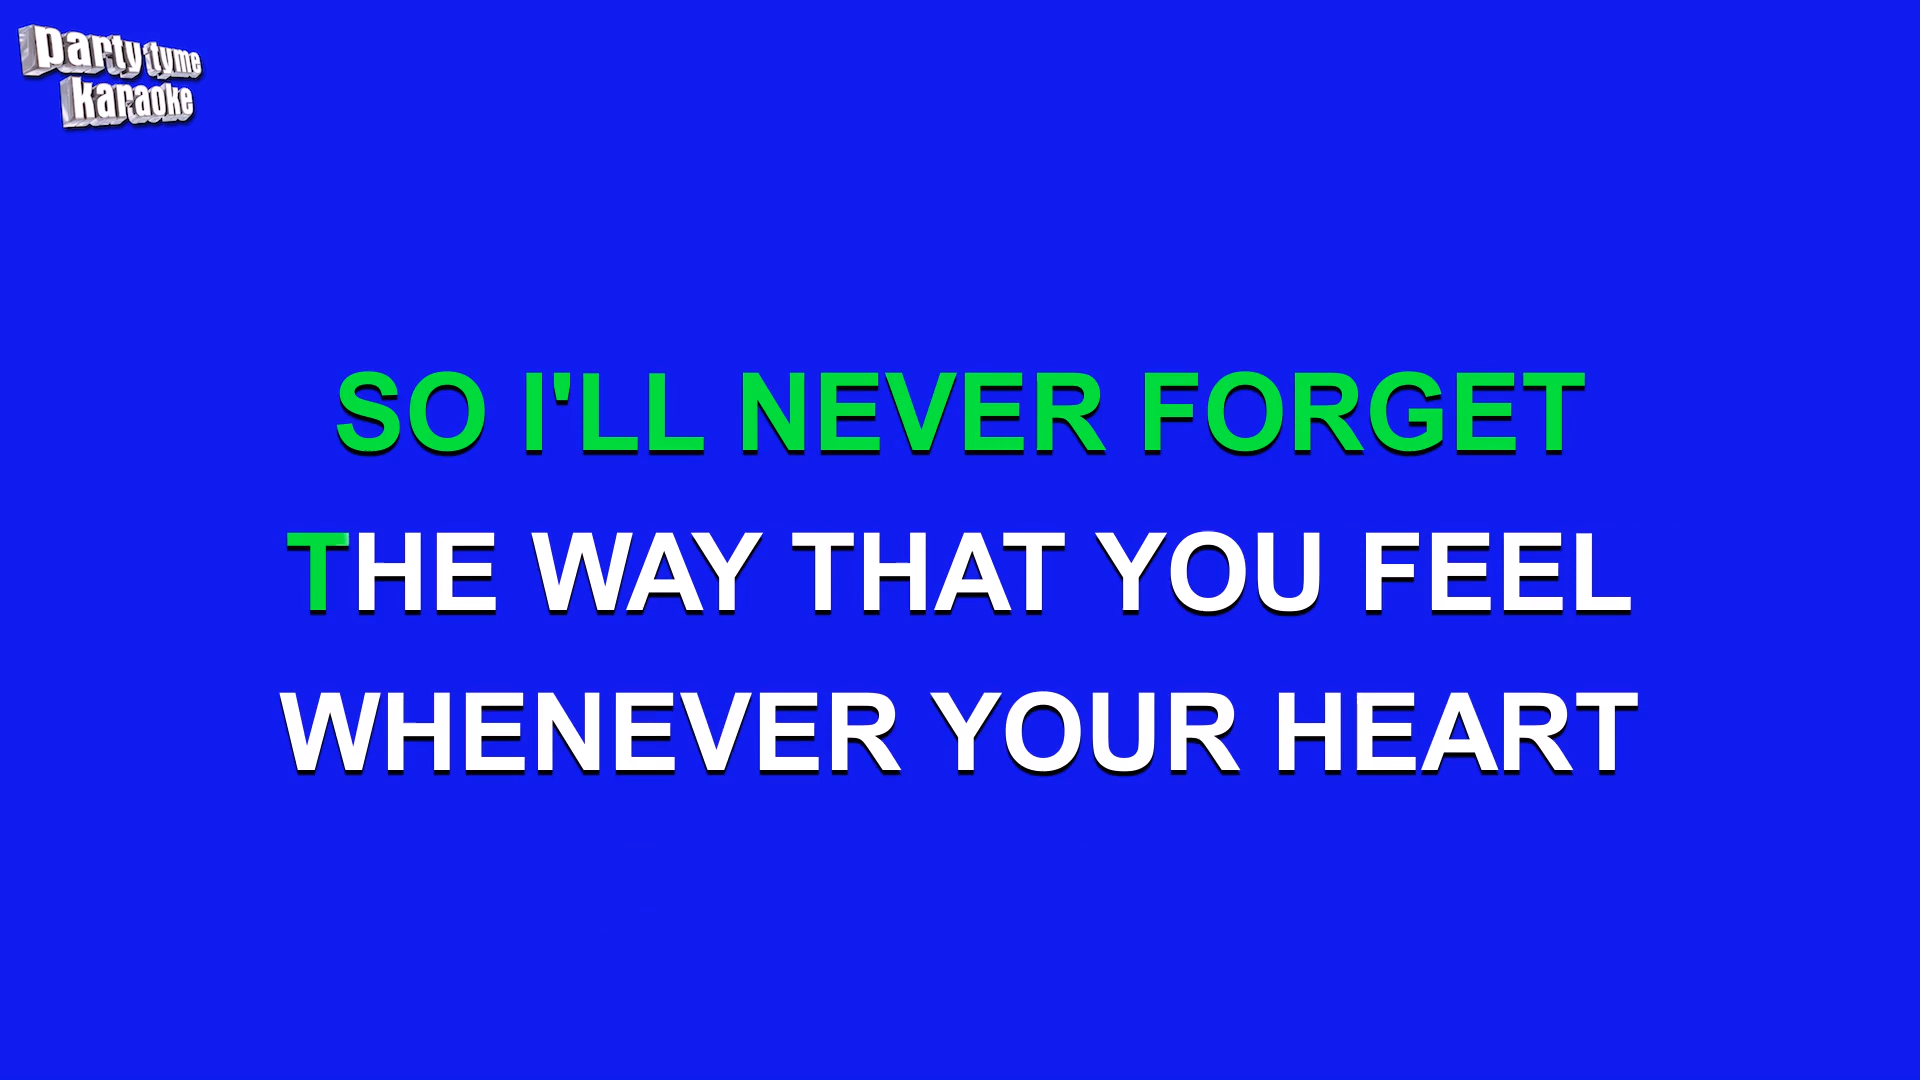 party tyme
karaoke
SO I'LL NEVER FORGET
THE WAY THAT YOU FEEL
WHENEVER YOUR HEART